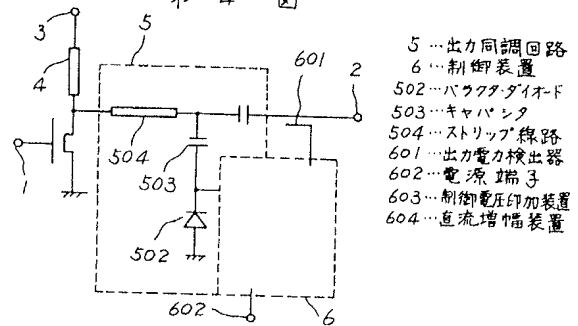 第4図
3
5
601
4
2
504
503
1
502
602
6
5…出力同調回路
6…制御装置
502…バラクタ・ダイオード
503…キャパシタ
504…ストリップ線路
601…出力電力検出器
602…電源端子
603…制御電圧印加装置
604…直流増幅装置